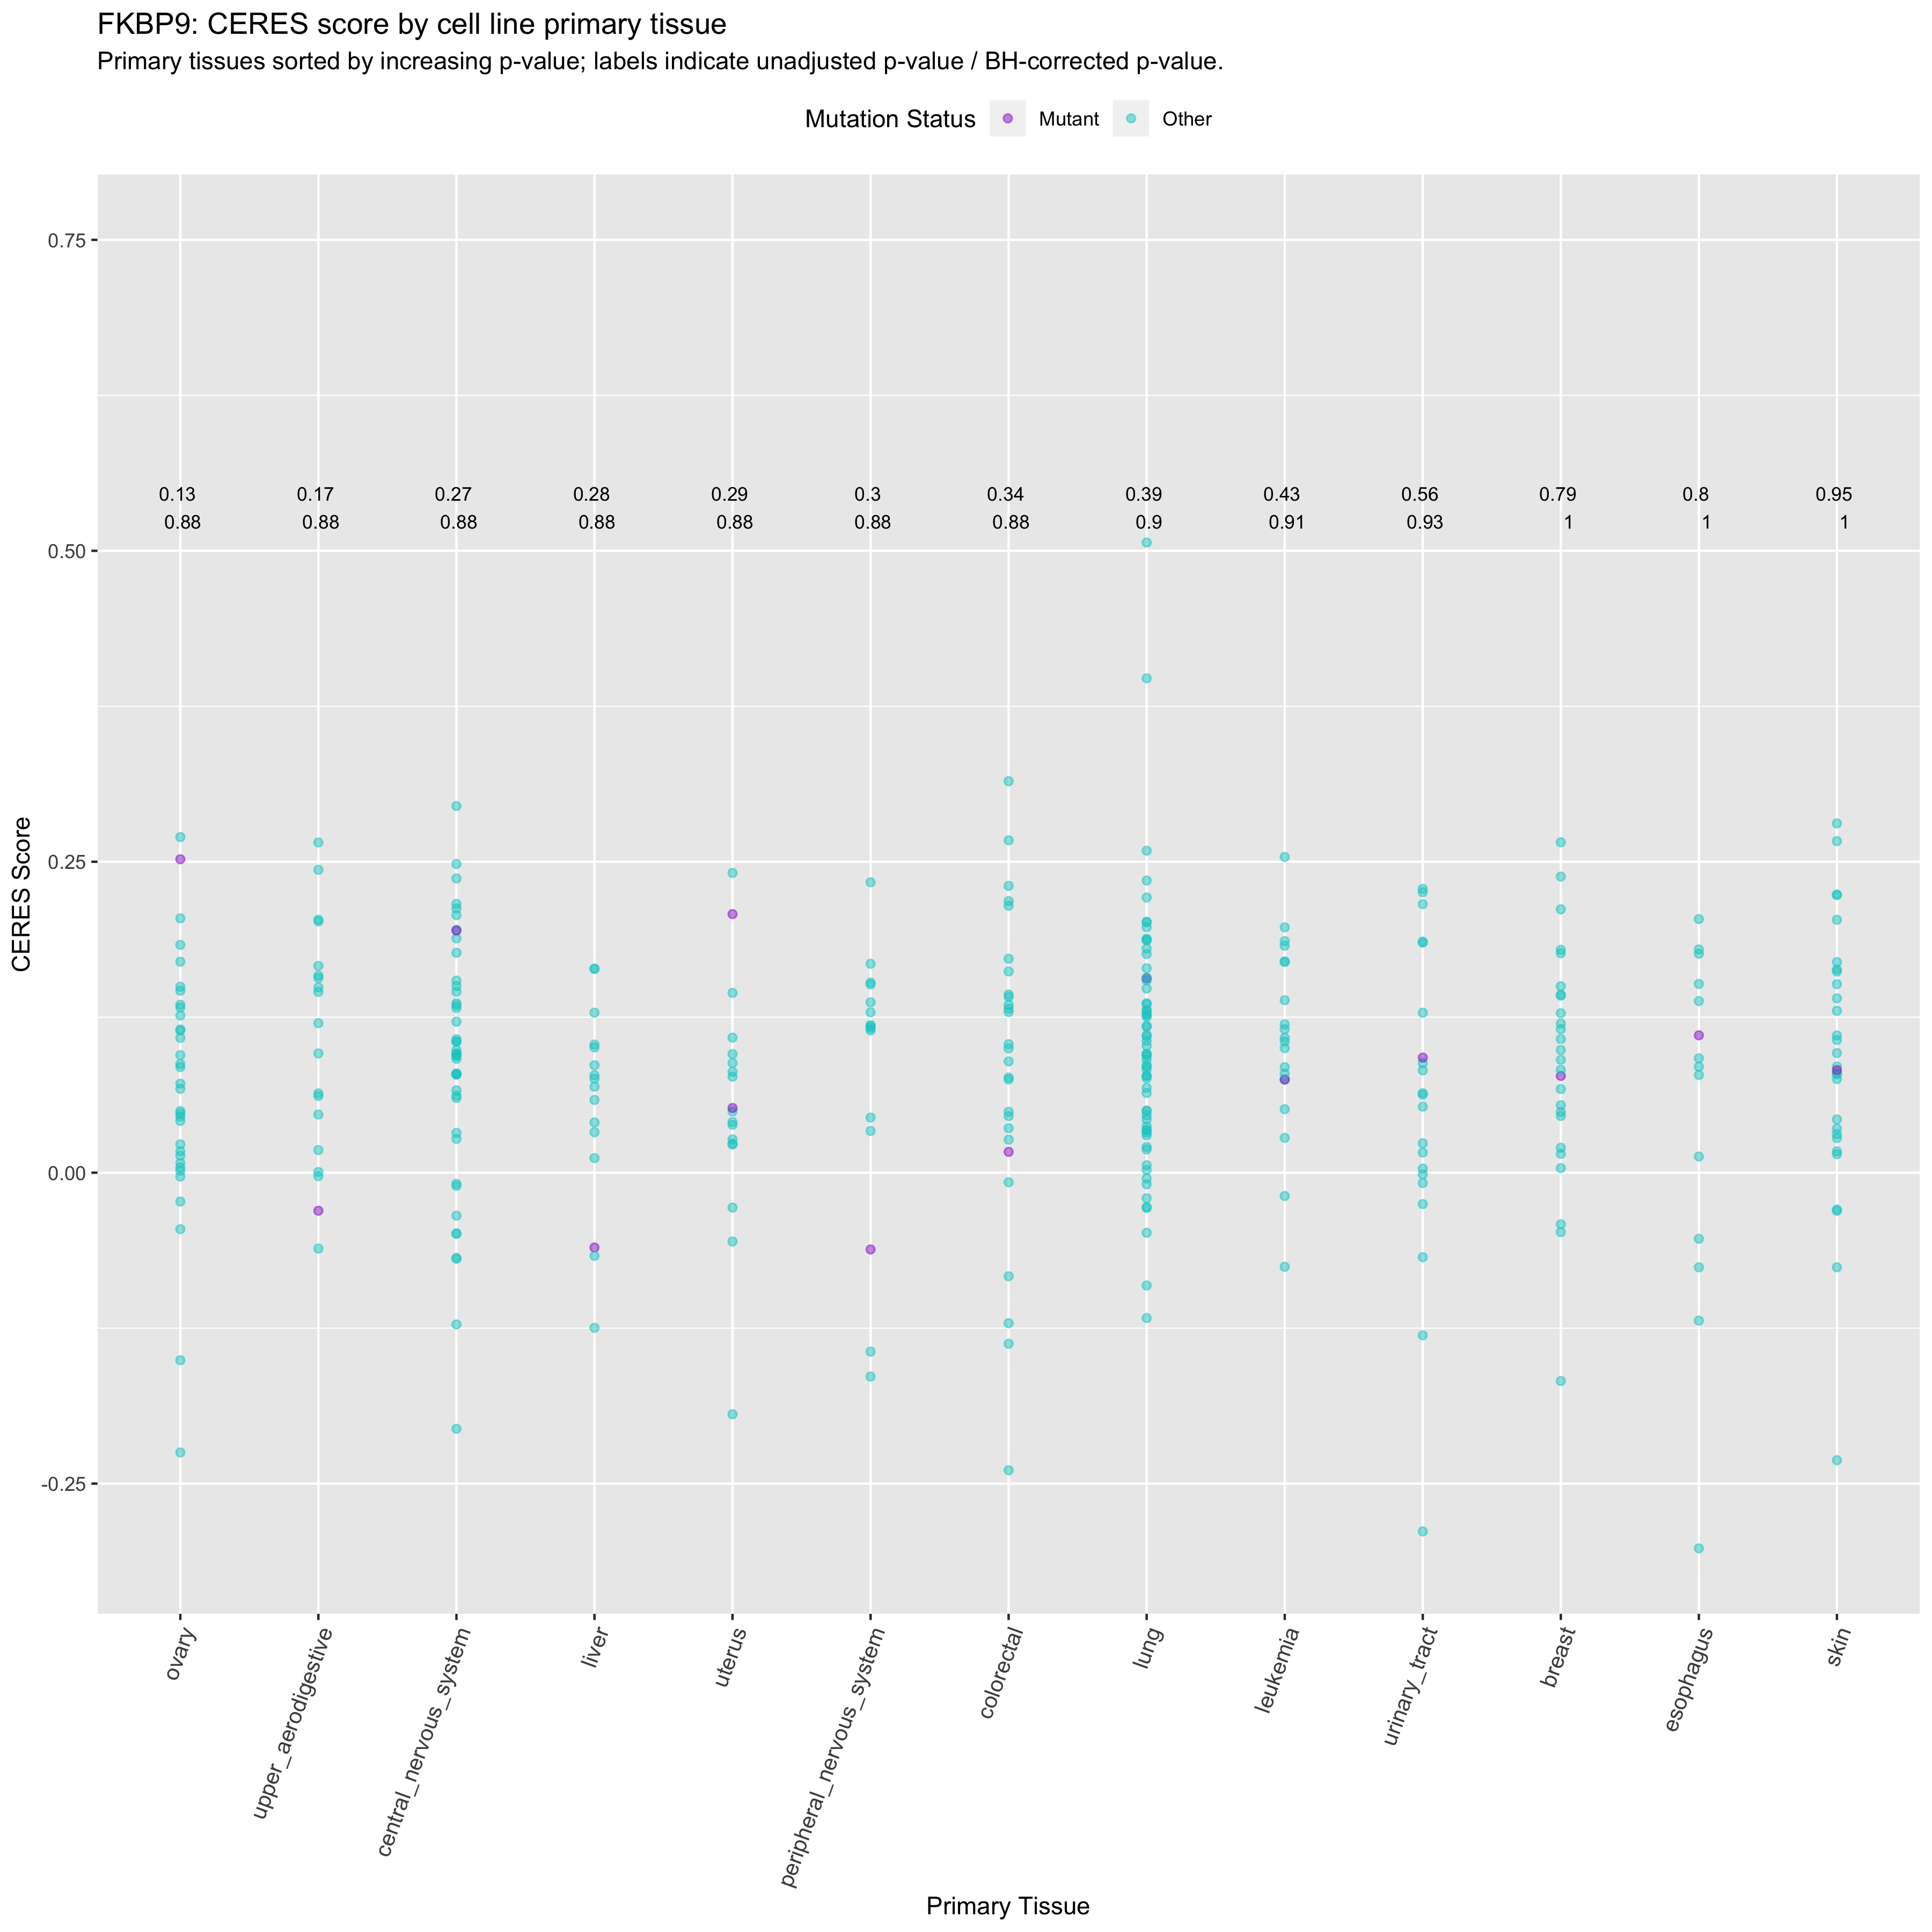 FKBP9: CERES score by cell line primary tissue
Primary tissues sorted by increasing p-value; labels indicate unadjusted p-value / BH-corrected p-value.
Mutation Status Mutant Other
0.75
0.13 0.17 0.27 0.28 0.29 0.3 0.34 0.39 0.43 0.56 0.79 0.8 0.95
0.88 0.88 0.88 0.88 0.88 0.88 0.88 0.9 0.91 0.93 1 1 1
0.50
0.25
0.00
-0.25
CERES Score
ovary
upper_aerodigestive
central_nervous_system
liver
uterus
peripheral_nervous_system
colorectal
lung
leukemia
urinary_tract
breast
esophagus
skin
Primary Tissue